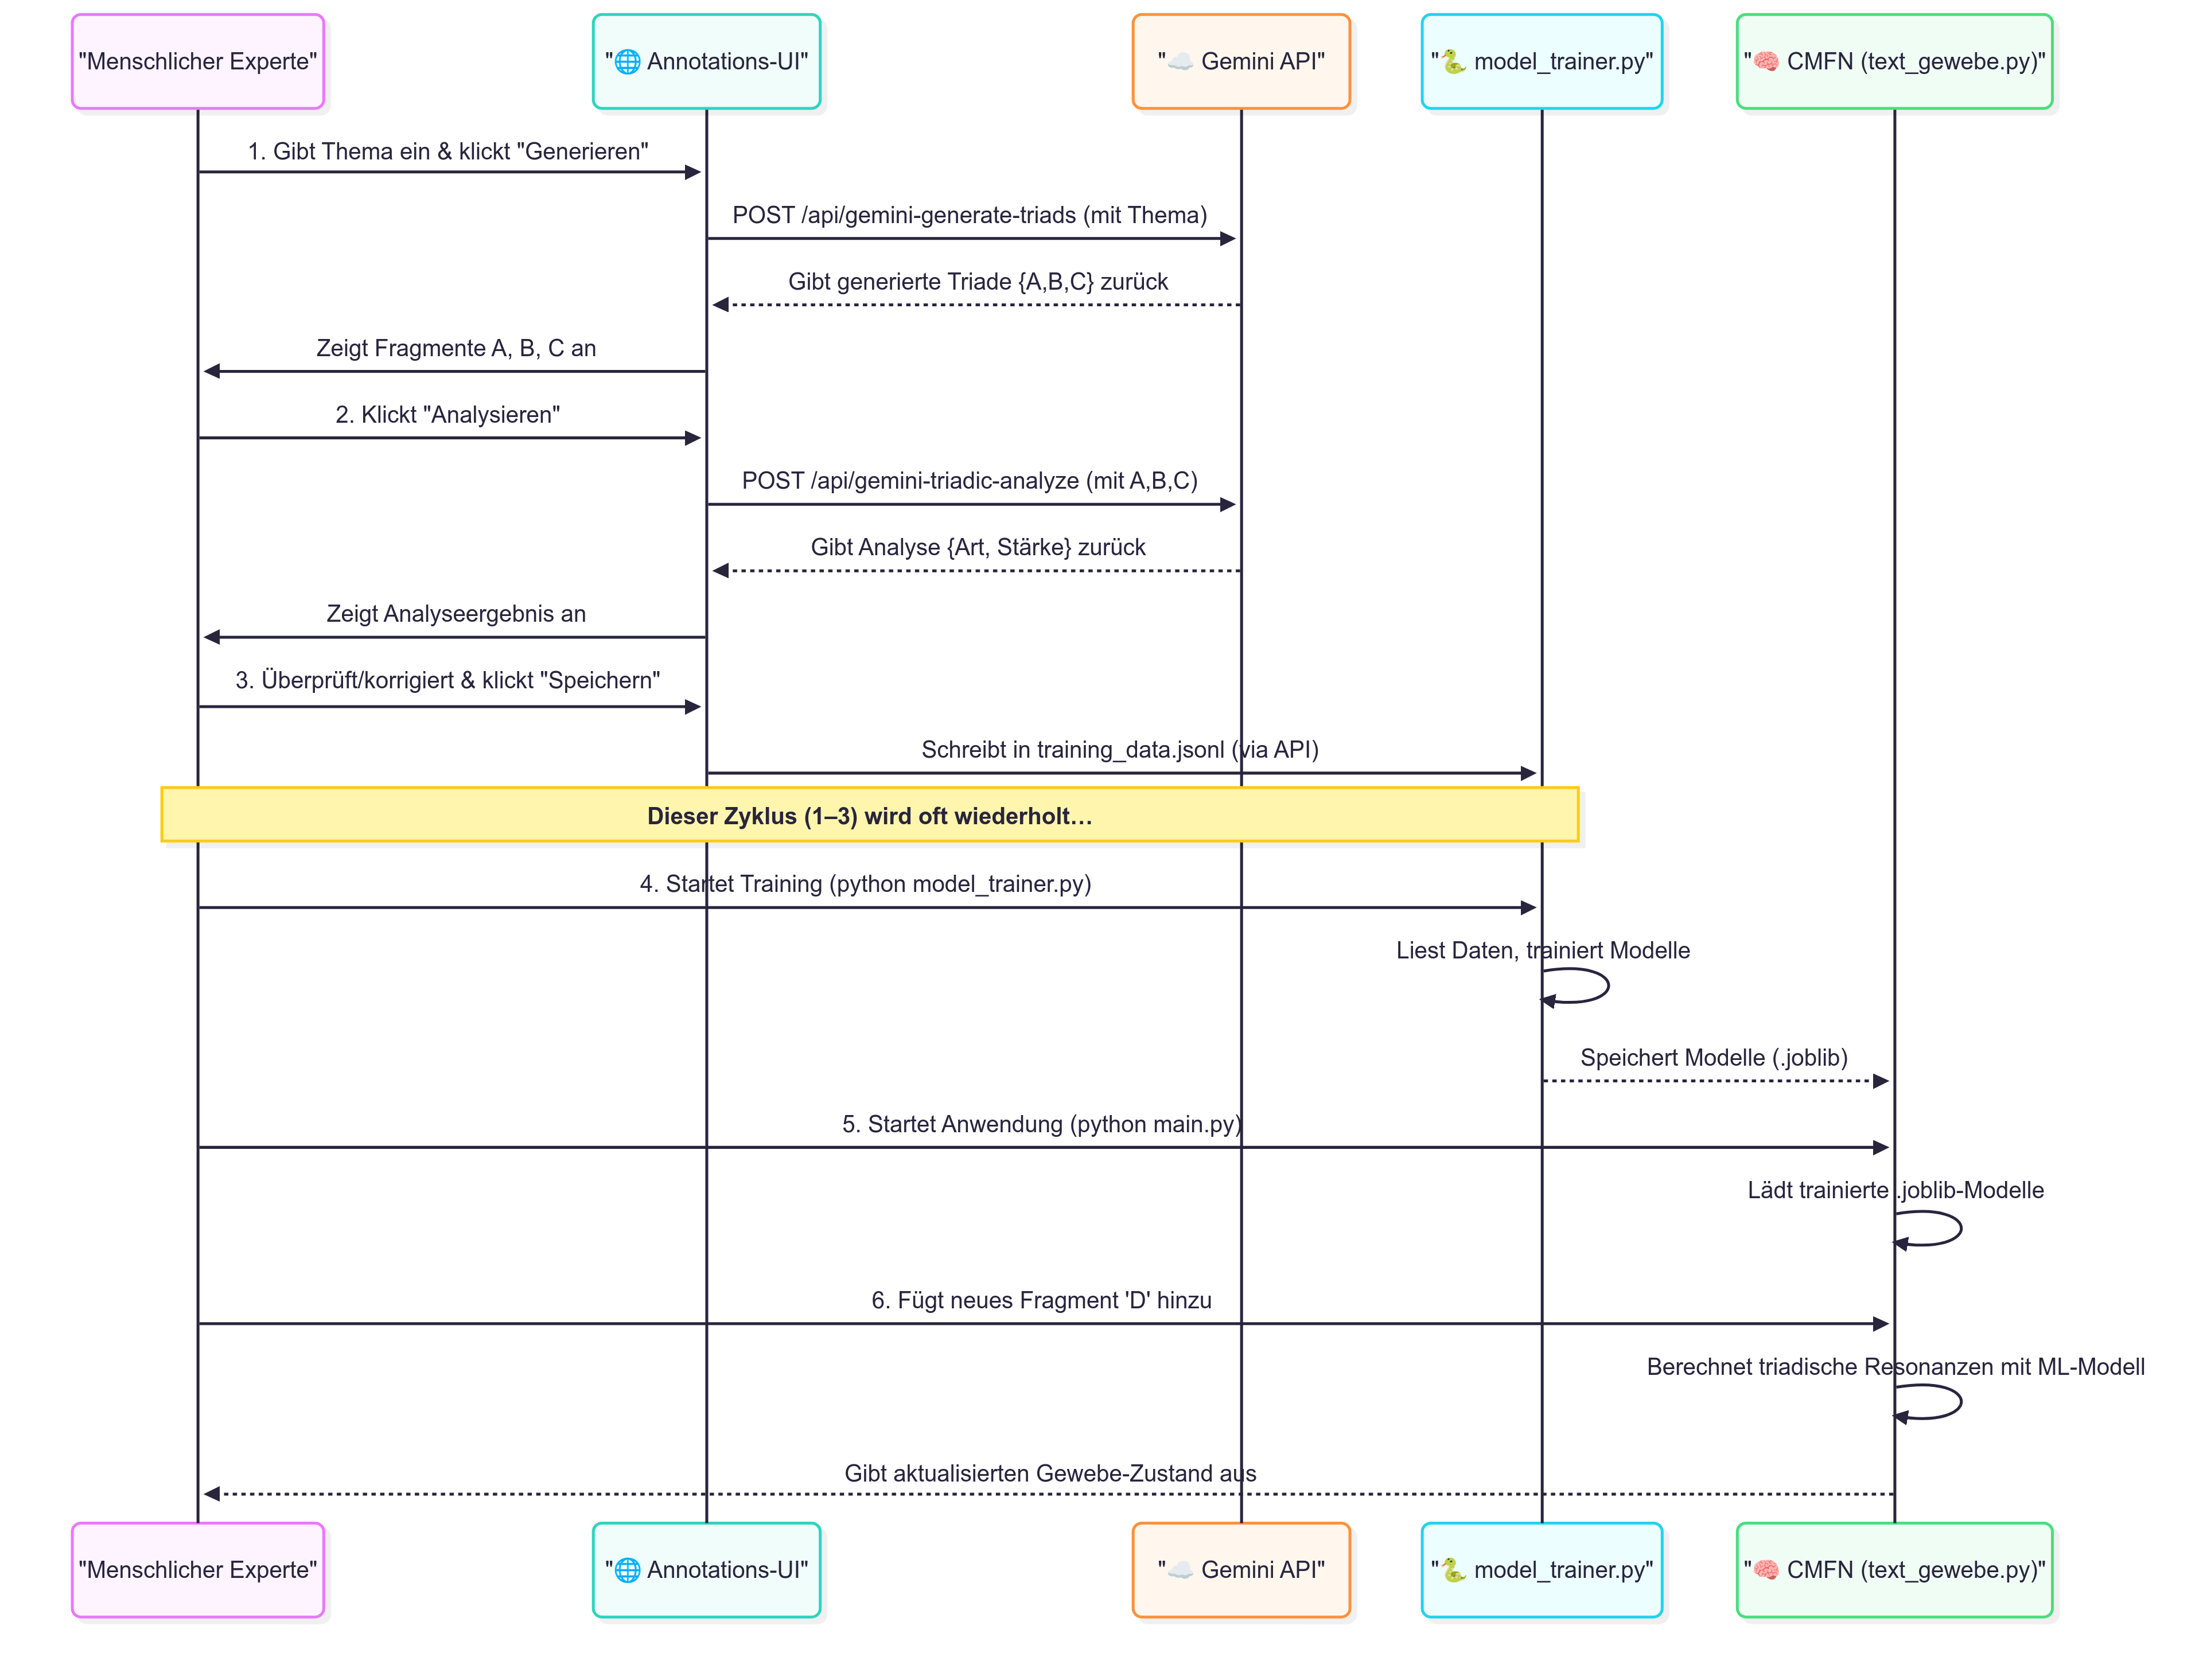 "Menschlicher Experte"
"🌐 Annotations-UI"
"☁️ Gemini API"
"🐍 model_trainer.py"
"🧠 CMFN (text_gewebe.py)"
1. Gibt Thema ein & klickt "Generieren"
POST /api/gemini-generate-triads (mit Thema)
Gibt generierte Triade {A,B,C} zurück
Zeigt Fragmente A, B, C an
2. Klickt "Analysieren"
POST /api/gemini-triadic-analyze (mit A,B,C)
Gibt Analyse {Art, Stärke} zurück
Zeigt Analyseergebnis an
3. Überprüft/korrigiert & klickt "Speichern"
Schreibt in training_data.jsonl (via API)
Dieser Zyklus (1–3) wird oft wiederholt…
4. Startet Training (python model_trainer.py)
Liest Daten, trainiert Modelle
Speichert Modelle (.joblib)
5. Startet Anwendung (python main.py)
Lädt trainierte .joblib-Modelle
6. Fügt neues Fragment 'D' hinzu
Berechnet triadische Resonanzen mit ML-Modell
Gibt aktualisierten Gewebe-Zustand aus
"Menschlicher Experte"
"🌐 Annotations-UI"
"☁️ Gemini API"
"🐍 model_trainer.py"
"🧠 CMFN (text_gewebe.py)"